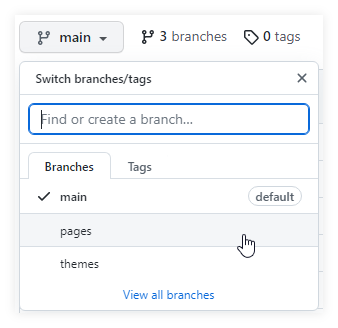 main 3 branches 0 tags
Switch branches/tags
Find or create a branch...
Branches Tags
main default
pages
themes
View all branches